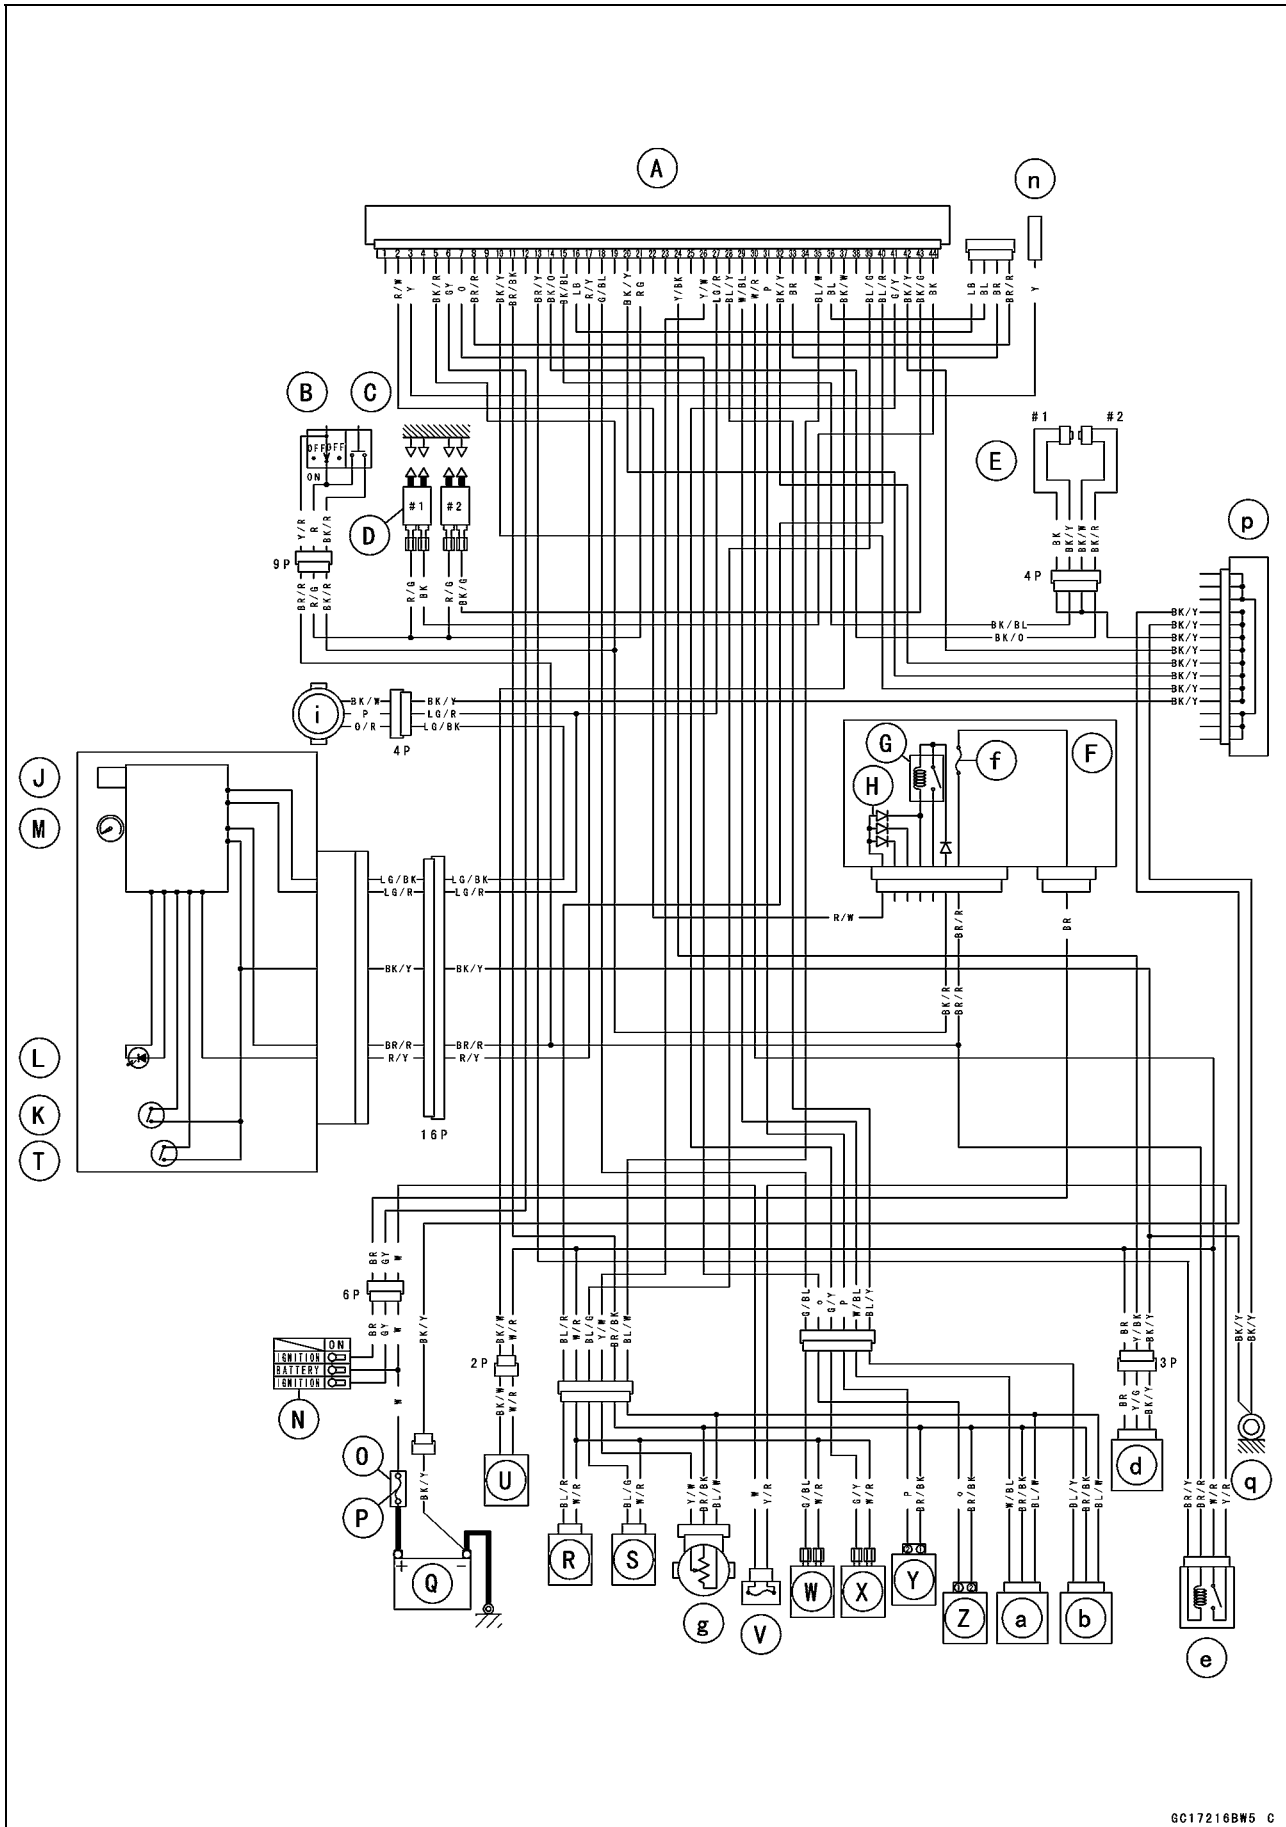 A
n
1 2 3 4 5 6 7 8 9 10 11 12 13 14 15 16 17 18 19 20 21 22 23 24 25 26 27 28 29 30 31 32 33 34 35 36 37 38 39 40 41 42 43 44
R/W Y BK/R GY O BR/R BK/Y BR/BK BR/Y BK/O BK/BL LB R/Y G/BL BK/Y RG Y/BK Y/W LG/R BL/Y W/BL W/R P BK/Y BR BL/W BL BK/W BL/G BL/R G/Y BK/Y BK/G BK
LB BL BR BR/R
Y
B C
#1 #2
OFF OFF
ON
E
#1 #2
D
p
Y/R R BK/R
BK BK/Y BK/W BK/R
9P
4P
BR/R R/G BK/R
R/G BK R/G BK/G
BK/Y
BK/BL BK/Y
BK/O BK/Y
BK/Y
BK/Y
BK/Y
BK/Y
BK/Y
i
BK/W BK/Y
P LG/R
O/R LG/BK
4P
G f F
H
J
M
LG/BK LG/BK
LG/R LG/R
R/W
BR/R
BR
BK/Y BK/Y
BK/R BR/R
BR/R BR/R
R/Y R/Y
L
K
16P
T
BR GY W
BK/Y
BL/R W/R BL/G Y/W BR/BK BL/W
G/BL O G/Y P W/BL BL/Y
6P
BR GY W
BK/W W/R
BR Y/BK BK/Y
BK/Y BK/Y
ON
IGNITION
BATTERY
IGNITION
2P
3P
N
W
BK/W W/R
BR Y/G BK/Y
O
P
BK/Y
U
d
q
BL/R W/R
BL/G W/R
Y/W BR/BK BL/W
W Y/R
G/BL W/R
G/Y W/R
P BR/BK
O BR/BK
W/BL BR/BK BL/W
BL/Y BR/BK BL/W
BR/Y BR/R W/R Y/R
+ -
Q
R S
g
V
W X
2 1
Y
1 2
Z a b
e
GC17216BW5 C